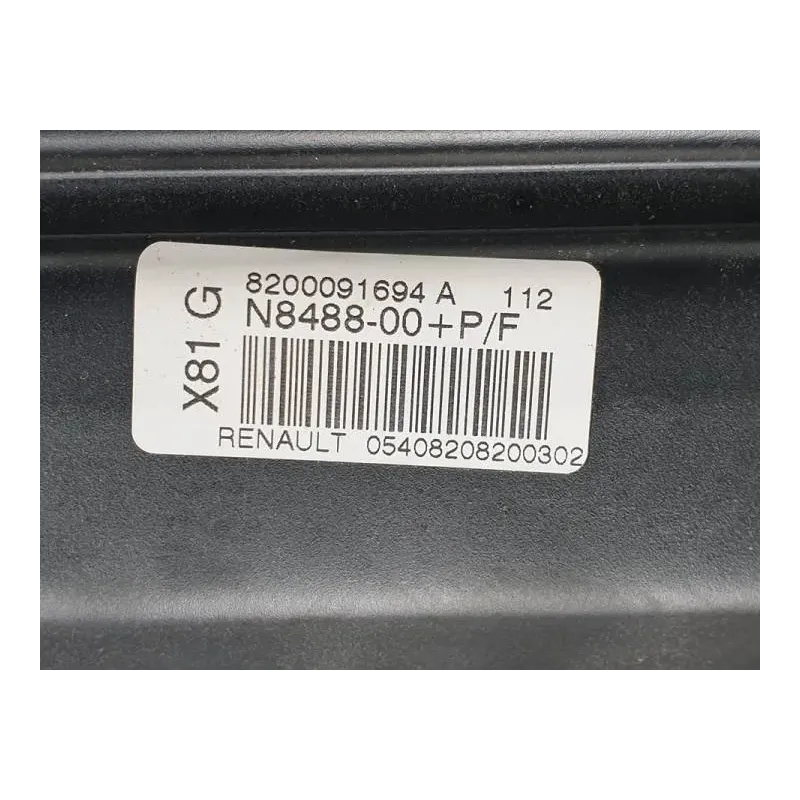 X81 G
8200091694 A 112
N8488-00+P/F
RENAULT 05408208200302